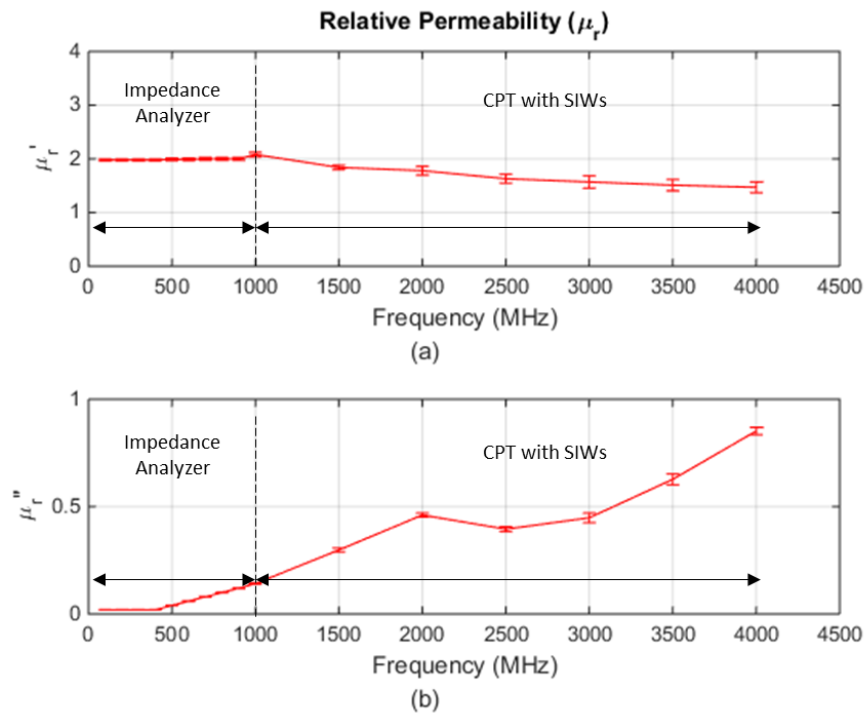 Relative Permeability (μr)
4
3
2
1
0
μr'
Impedance
Analyzer
CPT with SIWs
0 500 1000 1500 2000 2500 3000 3500 4000 4500
Frequency (MHz)
(a)
1
0.5
0
μr"
Impedance
Analyzer
CPT with SIWs
0 500 1000 1500 2000 2500 3000 3500 4000 4500
Frequency (MHz)
(b)